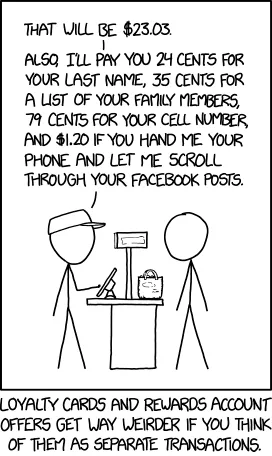 THAT WILL BE $23.03.
ALSO, I'LL PAY YOU 24 CENTS FOR
YOUR LAST NAME, 35 CENTS FOR
A LIST OF YOUR FAMILY MEMBERS,
79 CENTS FOR YOUR CELL NUMBER,
AND $1.20 IF YOU HAND ME YOUR
PHONE AND LET ME SCROLL
THROUGH YOUR FACEBOOK POSTS.
LOYALTY CARDS AND REWARDS ACCOUNT
OFFERS GET WAY WEIRDER IF YOU THINK
OF THEM AS SEPARATE TRANSACTIONS.